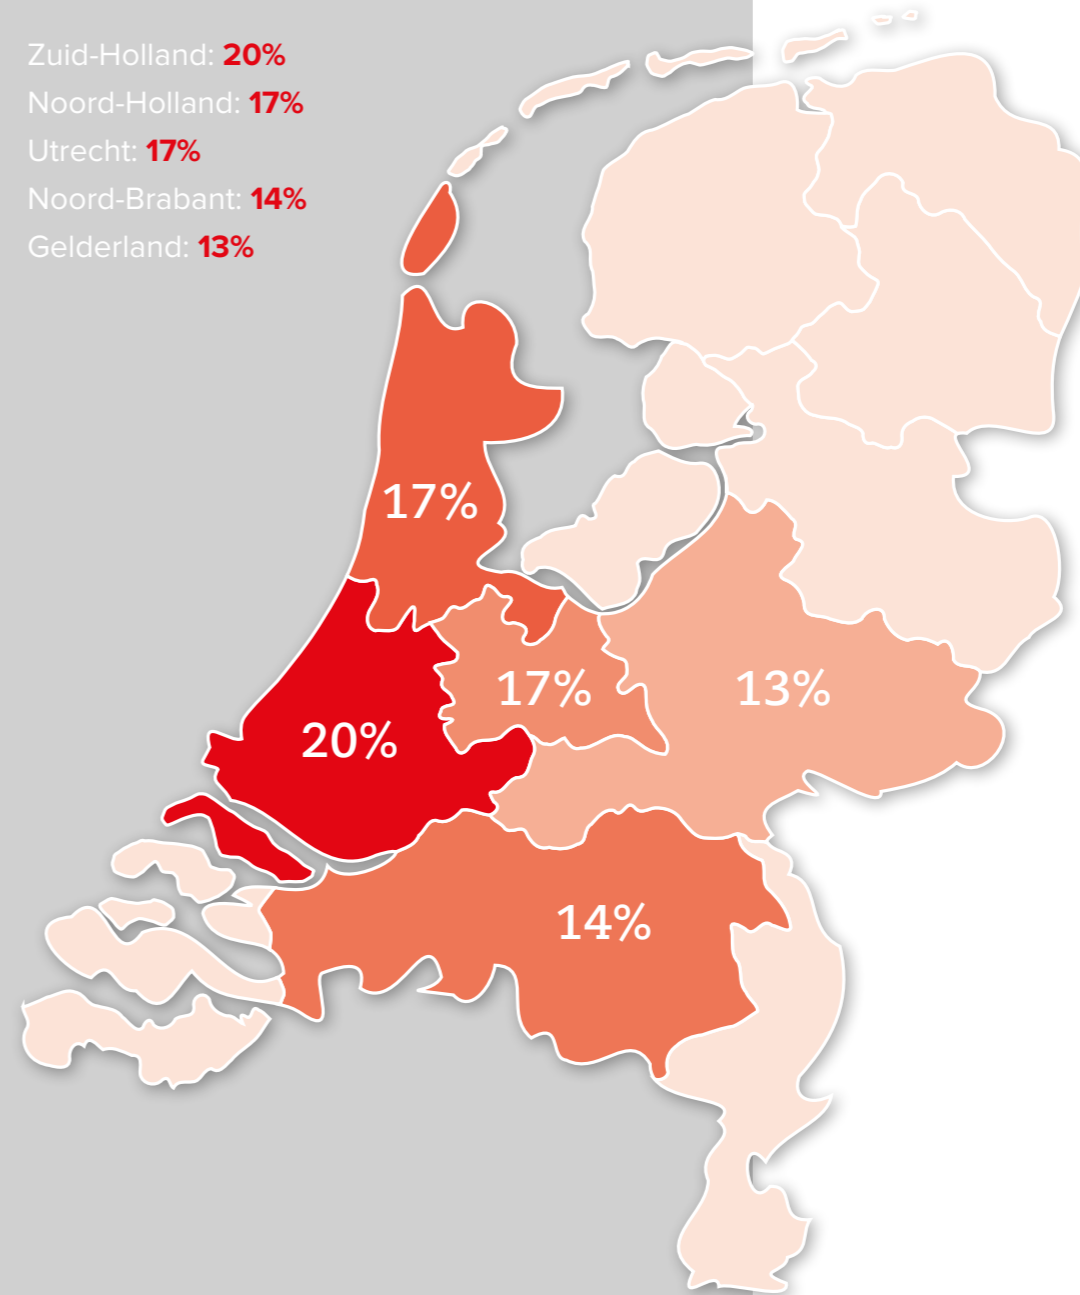 Zuid-Holland: 20%
Noord-Holland: 17%
Utrecht: 17%
Noord-Brabant: 14%
Gelderland: 13%
17%
17%
13%
20%
14%